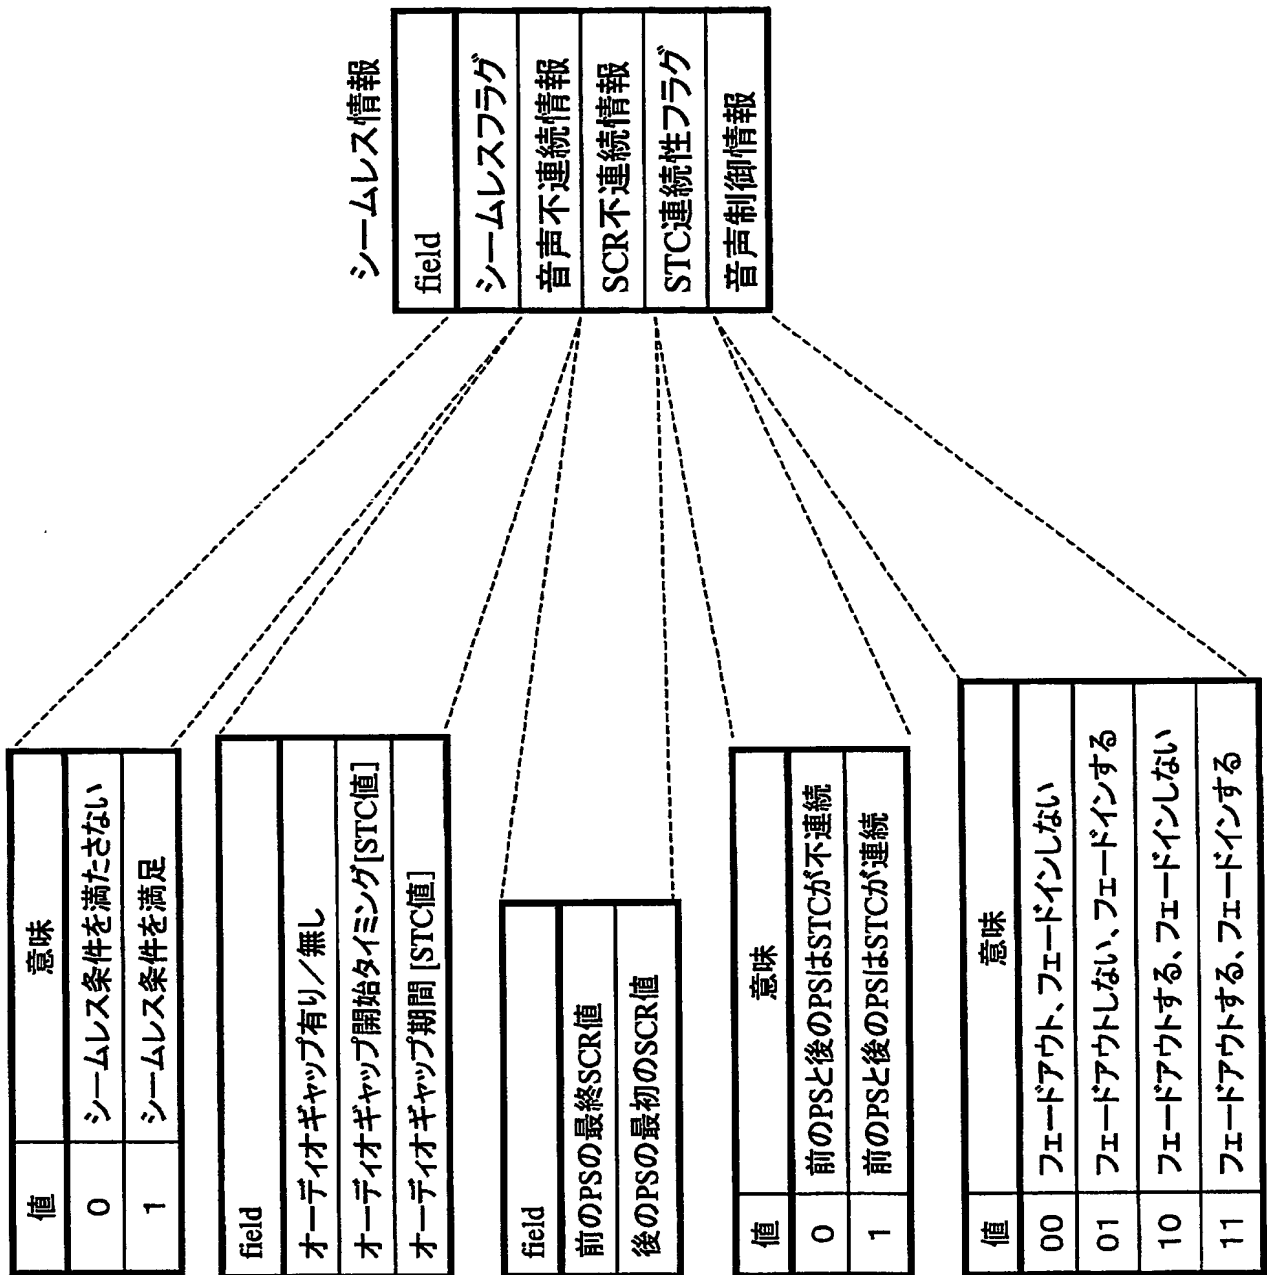 シームレス情報
field
シームレスフラグ
音声不連続情報
SCR不連続情報
STC連続性フラグ
音声制御情報
値 意味
0 シームレス条件を満たさない
1 シームレス条件を満足
field
オーディオギャップ有り/無し
オーディオギャップ開始タイミング[STC値]
オーディオギャップ期間 [STC値]
field
前のPSの最終SCR値
後のPSの最初のSCR値
値 意味
0 前のPSと後のPSはSTCが不連続
1 前のPSと後のPSはSTCが連続
値 意味
00 フェードアウト、フェードインしない
01 フェードアウトしない、フェードインする
10 フェードアウトする、フェードインしない
11 フェードアウトする、フェードインする